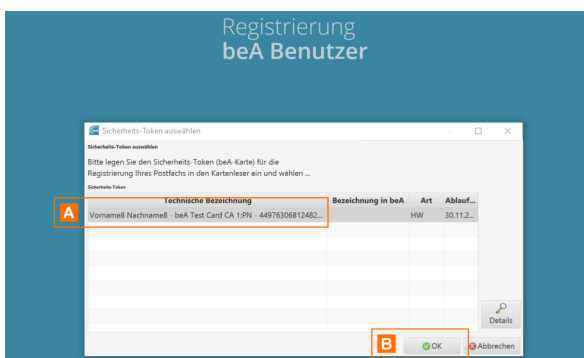 Registrierung
beA Benutzer
Sicherheits-Token auswählen
Sicherheits-Token auswählen
Bitte legen Sie den Sicherheits-Token (beA-Karte) für die
Registrierung Ihres Postfachs in den Kartenleser ein und wählen ...
Sicherheits-Token
Technische Bezeichnung Bezeichnung in beA Art Ablauf...
A VornameB NachnameB - beA Test Card CA 1:PN - 44976306812482... HW 30.11.2...
Details
B OK Abbrechen